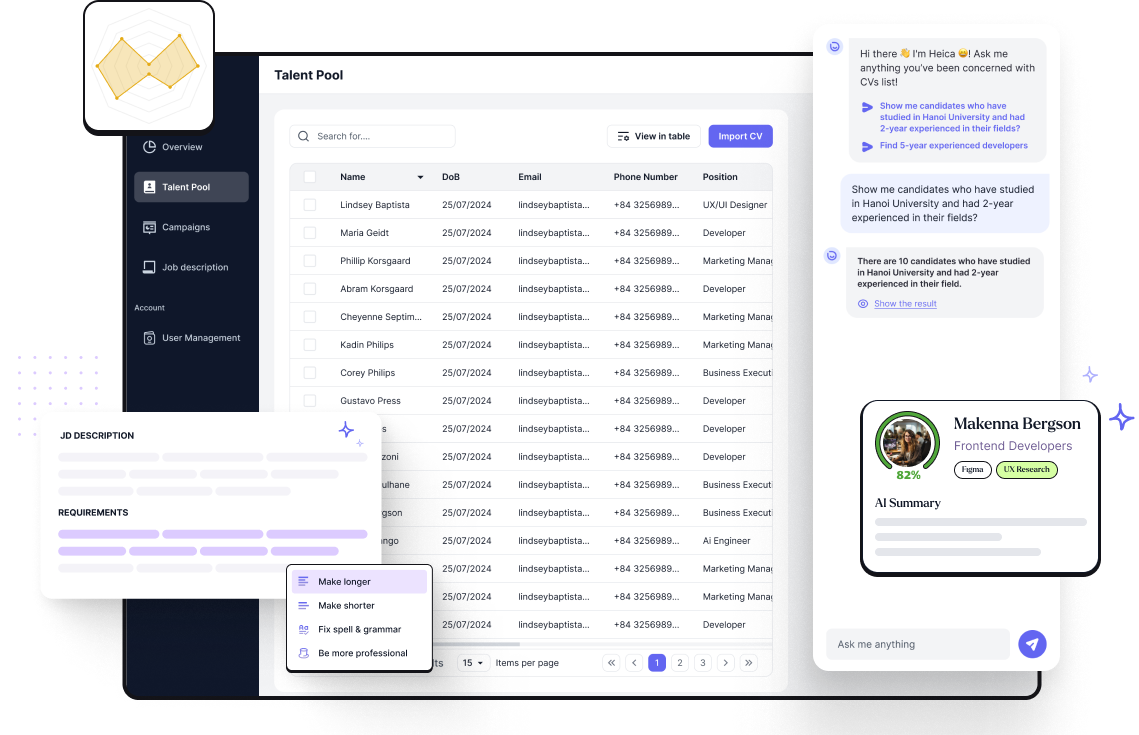 Talent Pool
Overview
Talent Pool
Campaigns
Job description
Account
User Management
Search for....
View in table
Import CV
Name DoB Email Phone Number Position
Lindsey Baptista 25/07/2024 lindseybaptista... +84 3256989... UX/UI Designer
Maria Geidt 25/07/2024 lindseybaptista... +84 3256989... Developer
Phillip Korsgaard 25/07/2024 lindseybaptista... +84 3256989... Marketing Manag
Abram Korsgaard 25/07/2024 lindseybaptista... +84 3256989... Developer
Cheyenne Septim... 25/07/2024 lindseybaptista... +84 3256989... Marketing Manag
Kadin Philips 25/07/2024 lindseybaptista... +84 3256989... Marketing Manag
Corey Philips 25/07/2024 lindseybaptista... +84 3256989... Business Executi
Gustavo Press 25/07/2024 lindseybaptista... +84 3256989... Developer
s 25/07/2024 lindseybaptista... +84 3256989... Developer
zoni 25/07/2024 lindseybaptista... +84 3256989... Developer
ulhane 25/07/2024 lindseybaptista... +84 3256989... Business Executi
gson 25/07/2024 lindseybaptista... +84 3256989... Business Executi
ango 25/07/2024 lindseybaptista... +84 3256989... Ai Engineer
25/07/2024 lindseybaptista... +84 3256989... Marketing Manag
25/07/2024 lindseybaptista... +84 3256989... Marketing Manag
25/07/2024 lindseybaptista... +84 3256989... Developer
lts 15 Items per page 1 2 3
JD DESCRIPTION
REQUIREMENTS
Make longer
Make shorter
Fix spell & grammar
Be more professional
Hi there 👋 I'm Heica 😄! Ask me
anything you've been concerned with
CVs list!
Show me candidates who have
studied in Hanoi University and had
2-year experienced in their fields?
Find 5-year experienced developers
Show me candidates who have studied
in Hanoi University and had 2-year
experienced in their fields?
There are 10 candidates who have studied
in Hanoi University and had 2-year
experienced in their field.
Show the result
Makenna Bergson
Frontend Developers
Figma UX Research
82%
AI Summary
Ask me anything